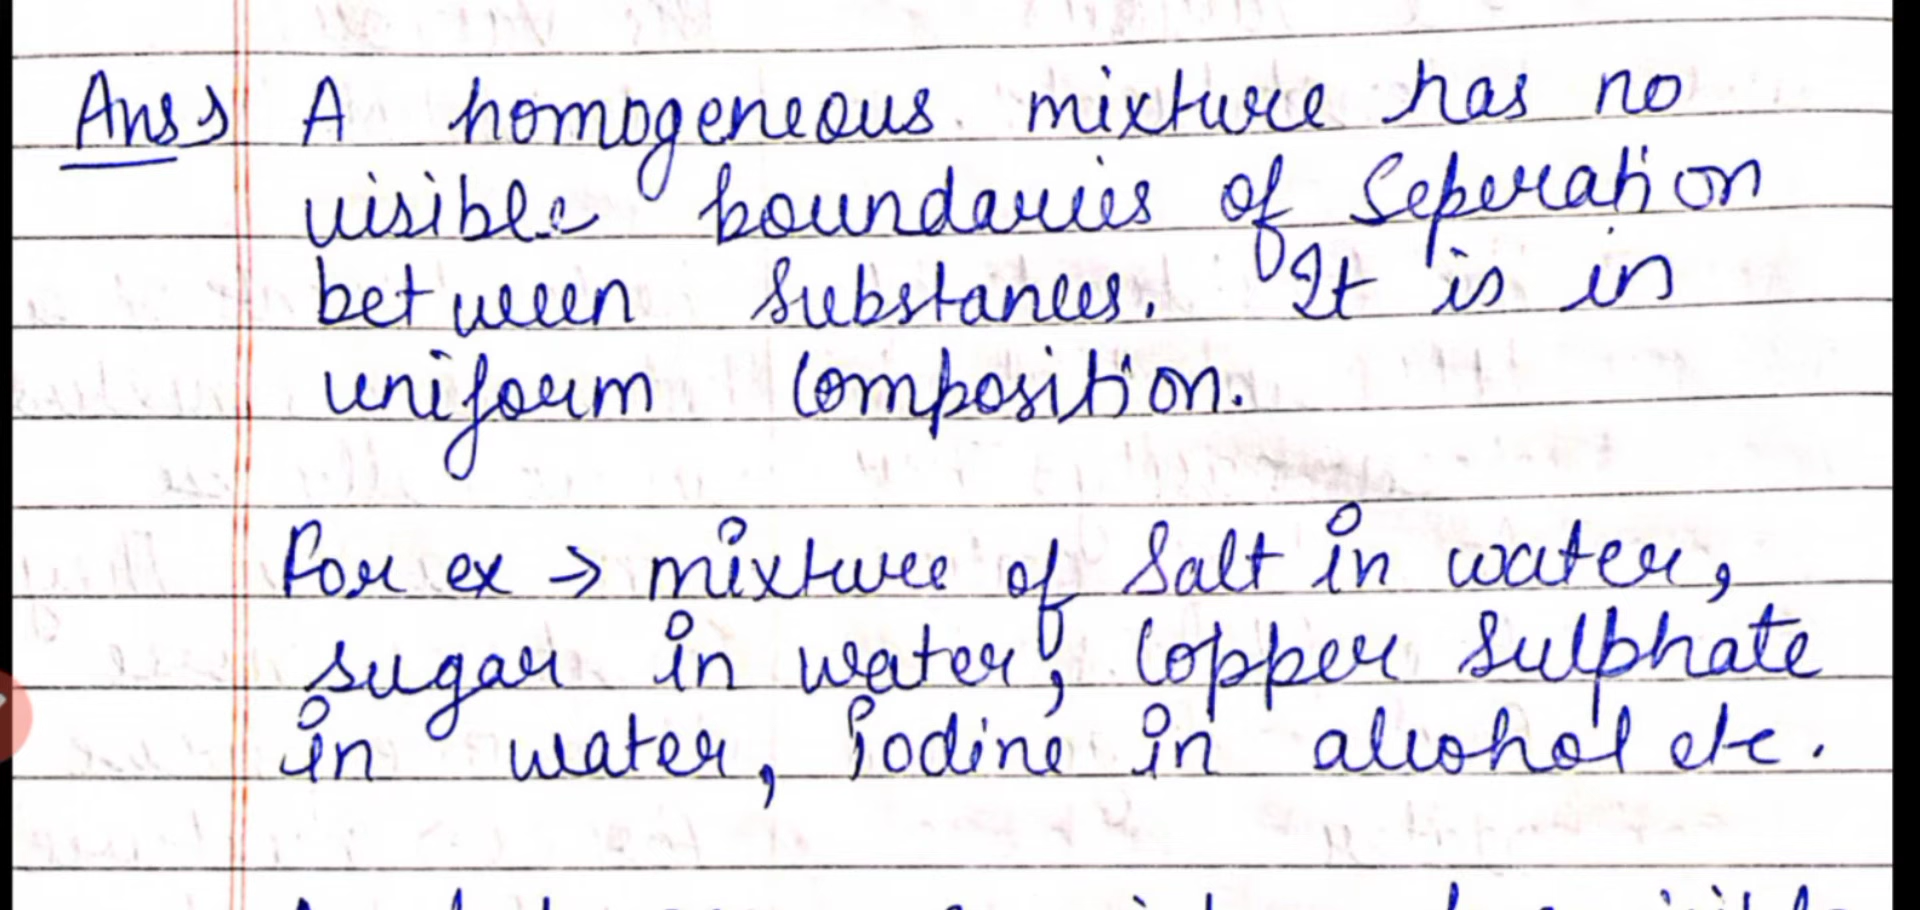 Ans→ A homogeneous mixture has no
visible boundaries of Seperation
between Substances. It is in
uniform Composition.
For ex → mixture of Salt in water,
sugar in water, Copper Sulphate
in water, iodine in alcohol etc.